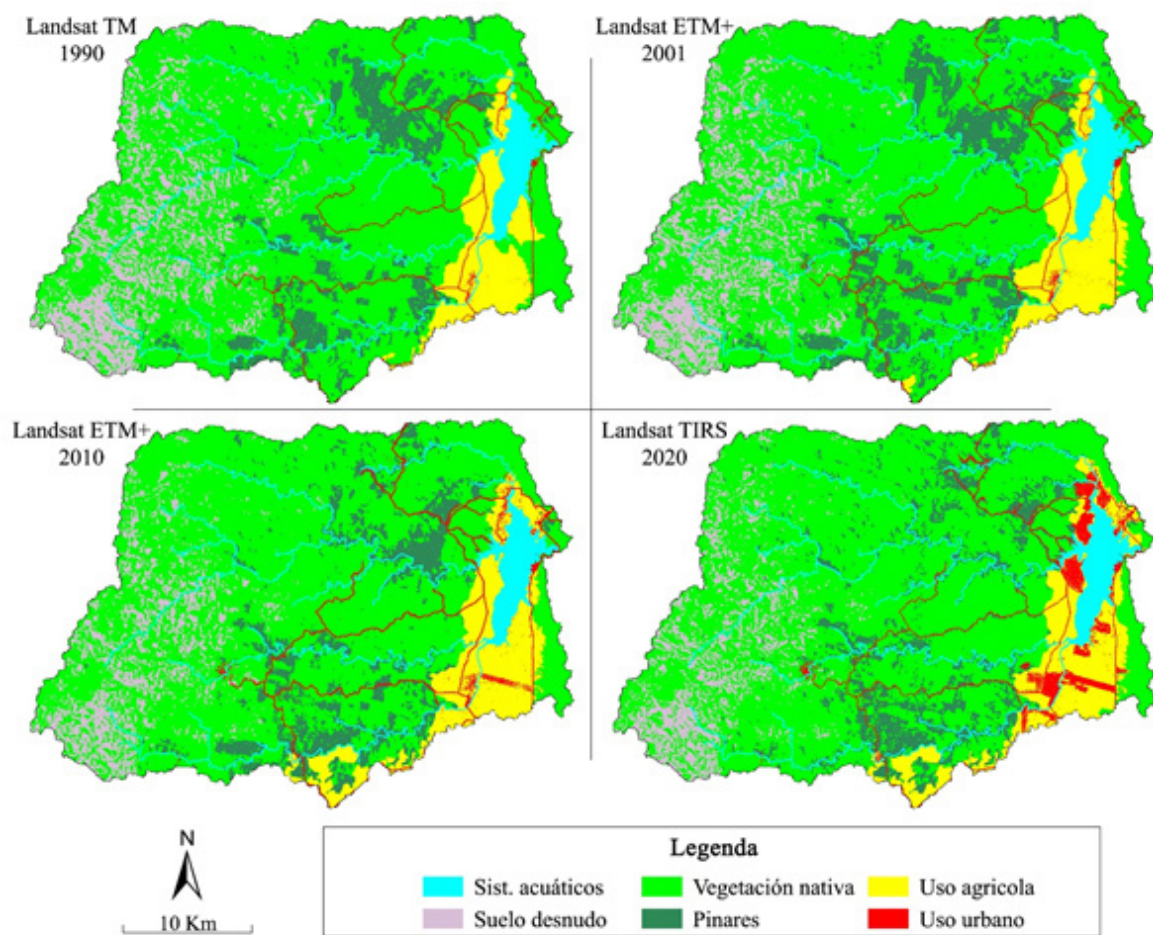 Landsat TM
1990
Landsat ETM+
2001
Landsat ETM+
2010
Landsat TIRS
2020
N
10 Km
Legenda
Sist. acuáticos
Vegetación nativa
Uso agricola
Suelo desnudo
Pinares
Uso urbano